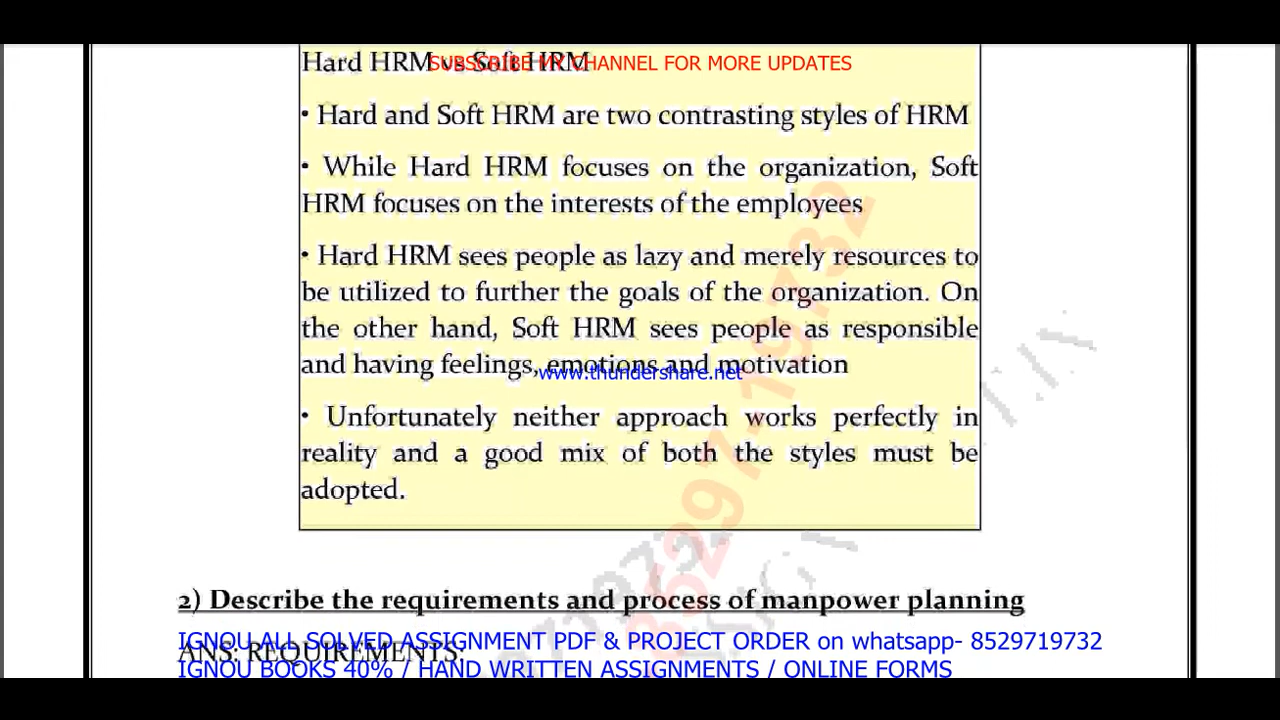 Hard HRM vs Soft HRM
SUBSCRIBE MY CHANNEL FOR MORE UPDATES
• Hard and Soft HRM are two contrasting styles of HRM
• While Hard HRM focuses on the organization, Soft
HRM focuses on the interests of the employees
• Hard HRM sees people as lazy and merely resources to
be utilized to further the goals of the organization. On
the other hand, Soft HRM sees people as responsible
and having feelings, emotions and motivation
www.thundershare.net
• Unfortunately neither approach works perfectly in
reality and a good mix of both the styles must be
adopted.
2) Describe the requirements and process of manpower planning
IGNOU ALL SOLVED ASSIGNMENT PDF & PROJECT ORDER on whatsapp- 8529719732
ANS: REQUIREMENTS:
IGNOU BOOKS 40% / HAND WRITTEN ASSIGNMENTS / ONLINE FORMS